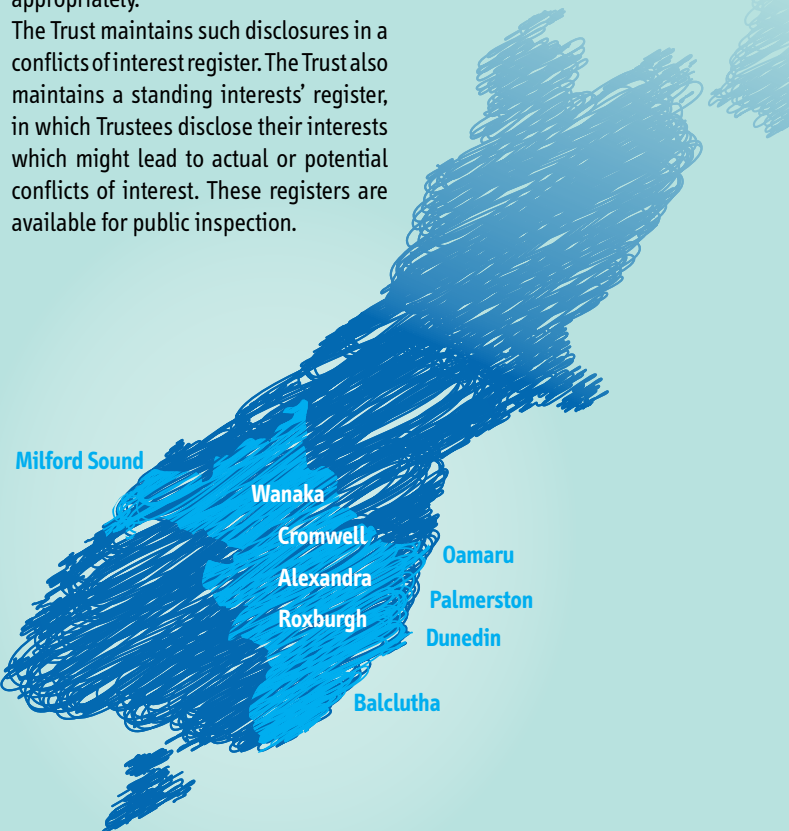 appropriately.
The Trust maintains such disclosures in a
conflicts of interest register. The Trust also
maintains a standing interests’ register,
in which Trustees disclose their interests
which might lead to actual or potential
conflicts of interest. These registers are
available for public inspection.
Milford Sound
Wanaka
Cromwell
Oamaru
Alexandra
Palmerston
Roxburgh
Dunedin
Balclutha